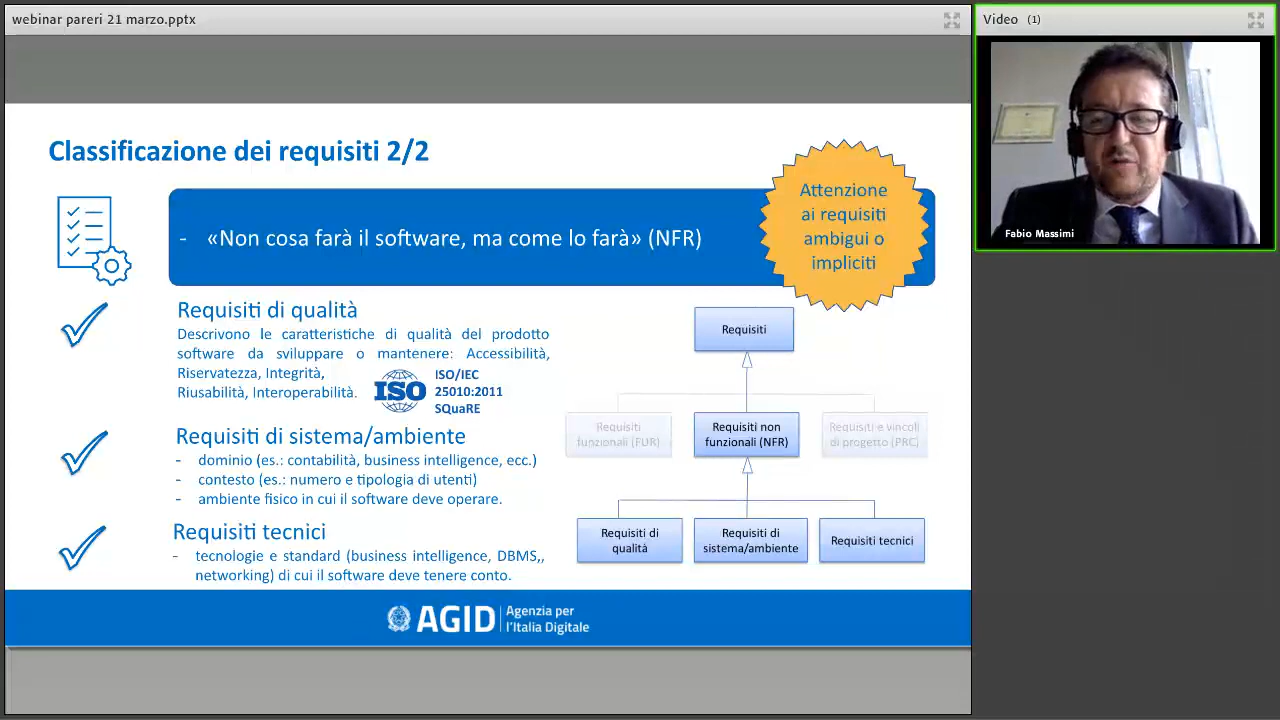 webinar pareri 21 marzo.pptx
Video (1)
Fabio Massimi
Classificazione dei requisiti 2/2
- «Non cosa farà il software, ma come lo farà» (NFR)
Attenzione
ai requisiti
ambigui o
impliciti
Requisiti di qualità
Descrivono le caratteristiche di qualità del prodotto
software da sviluppare o mantenere: Accessibilità,
Riservatezza, Integrità,
Riusabilità, Interoperabilità.
ISO
ISO/IEC
25010:2011
SQuaRE
Requisiti di sistema/ambiente
- dominio (es.: contabilità, business intelligence, ecc.)
- contesto (es.: numero e tipologia di utenti)
- ambiente fisico in cui il software deve operare.
Requisiti tecnici
- tecnologie e standard (business intelligence, DBMS,,
networking) di cui il software deve tenere conto.
Requisiti
Requisiti
funzionali (FUR)
Requisiti non
funzionali (NFR)
Requisiti e vincoli
di progetto (PRC)
Requisiti di
qualità
Requisiti di
sistema/ambiente
Requisiti tecnici
AGID
Agenzia per
l'Italia Digitale